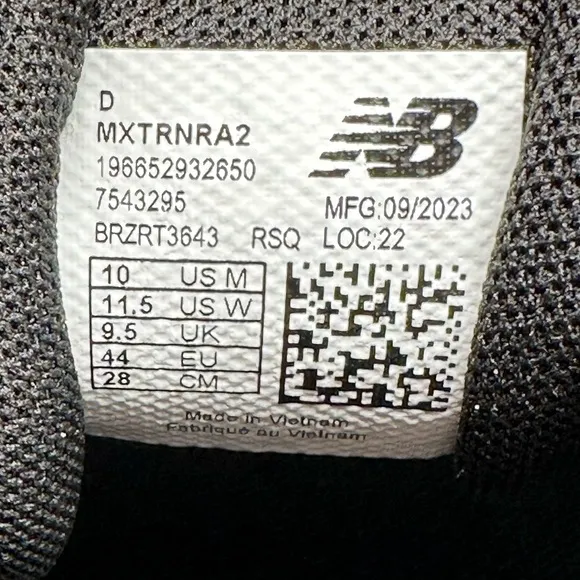 D
NB
MXTRNRA2
196652932650
7543295
MFG:09/2023
BRZRT3643 RSQ LOC:22
10 US M
11.5 US W
9.5 UK
44 EU
28 CM
Made in Vietnam
Fabriqué au Vietnam